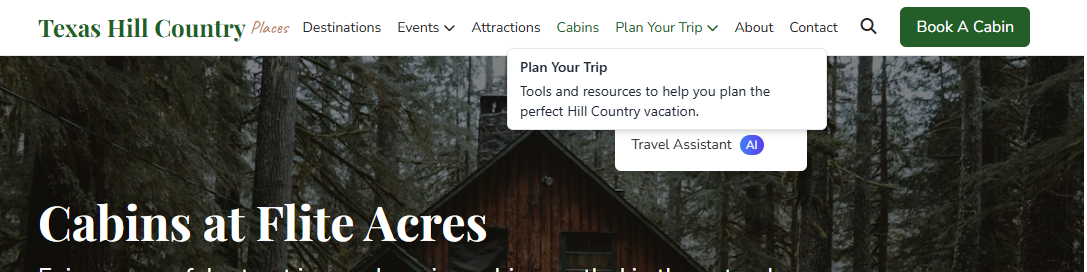 Texas Hill Country Places Destinations Events Attractions Cabins Plan Your Trip About Contact Book A Cabin
Plan Your Trip
Tools and resources to help you plan the
perfect Hill Country vacation.
Travel Assistant AI
Cabins at Flite Acres